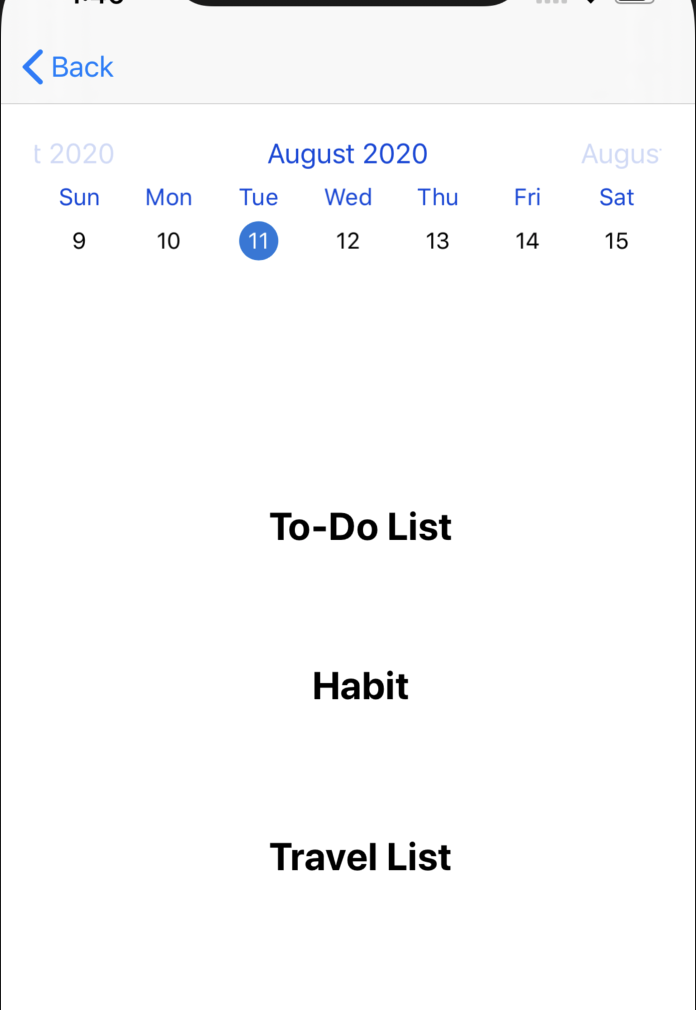 Back
t 2020 August 2020 Augus
Sun Mon Tue Wed Thu Fri Sat
9 10 11 12 13 14 15
To-Do List
Habit
Travel List